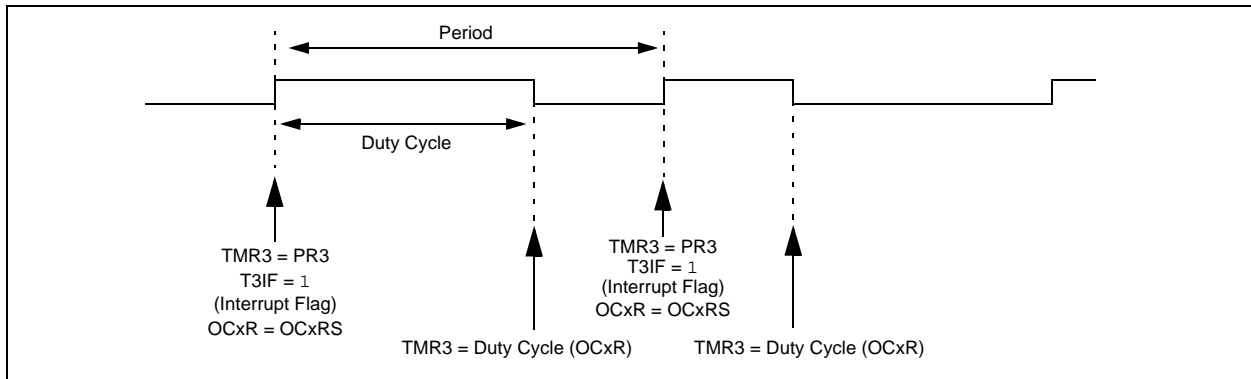 Period
Duty Cycle
TMR3 = PR3
T3IF = 1
(Interrupt Flag)
OCxR = OCxRS
TMR3 = Duty Cycle (OCxR)
TMR3 = PR3
T3IF = 1
(Interrupt Flag)
OCxR = OCxRS
TMR3 = Duty Cycle (OCxR)